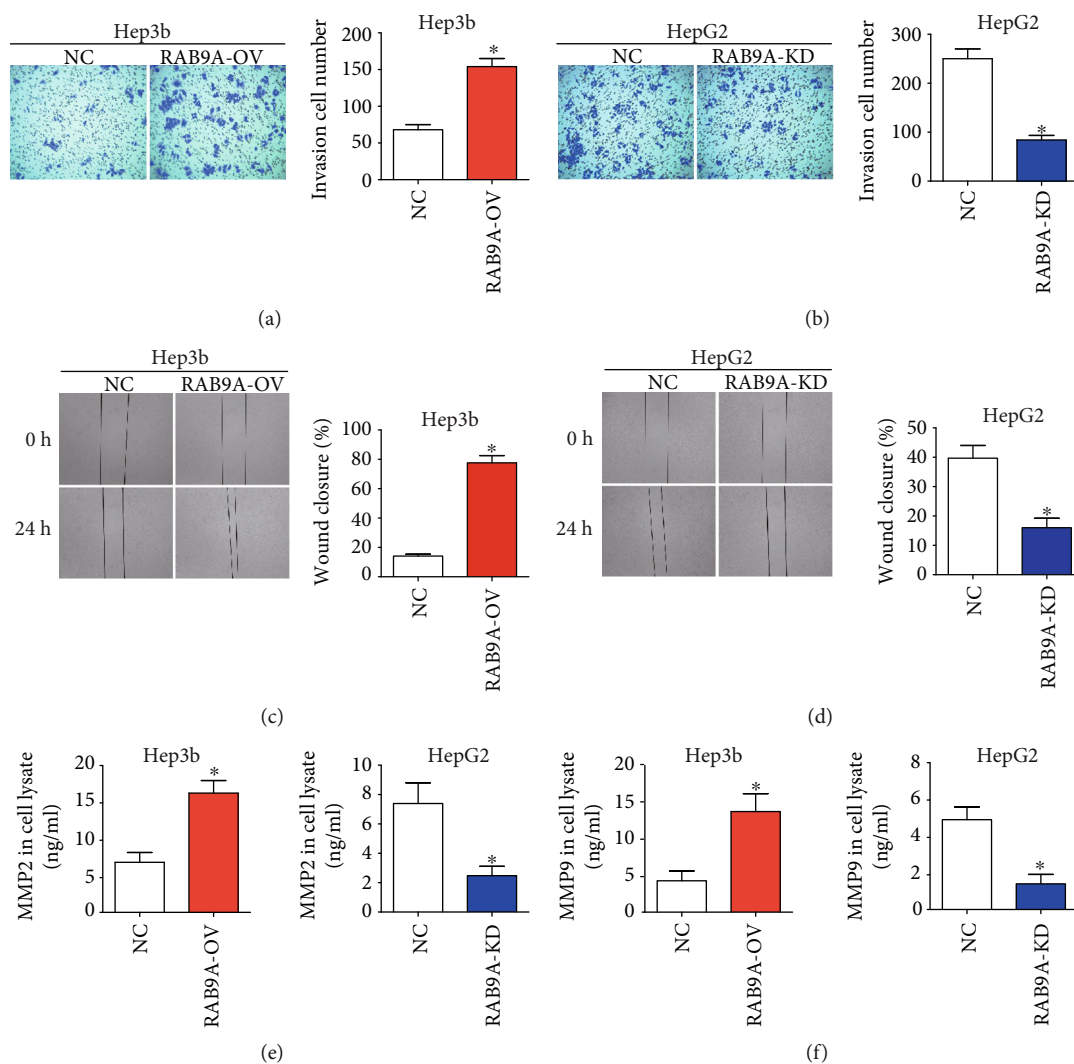 Hep3b
NC RAB9A-OV
Hep3b
Invasion cell number
200
150
100
50
0
*
NC
RAB9A-OV
(a)
HepG2
NC RAB9A-KD
HepG2
Invasion cell number
300
200
100
0
*
NC
RAB9A-KD
(b)
Hep3b
NC RAB9A-OV
0 h
24 h
Hep3b
Wound closure (%)
100
80
60
40
20
0
*
NC
RAB9A-OV
(c)
HepG2
NC RAB9A-KD
0 h
24 h
HepG2
Wound closure (%)
50
40
30
20
10
0
*
NC
RAB9A-KD
(d)
Hep3b
MMP2 in cell lysate
(ng/ml)
20
15
10
5
0
*
NC
RAB9A-OV
HepG2
MMP2 in cell lysate
(ng/ml)
10
8
6
4
2
0
*
NC
RAB9A-KD
(e)
Hep3b
MMP9 in cell lysate
(ng/ml)
20
15
10
5
0
*
NC
RAB9A-OV
HepG2
MMP9 in cell lysate
(ng/ml)
8
6
4
2
0
*
NC
RAB9A-KD
(f)